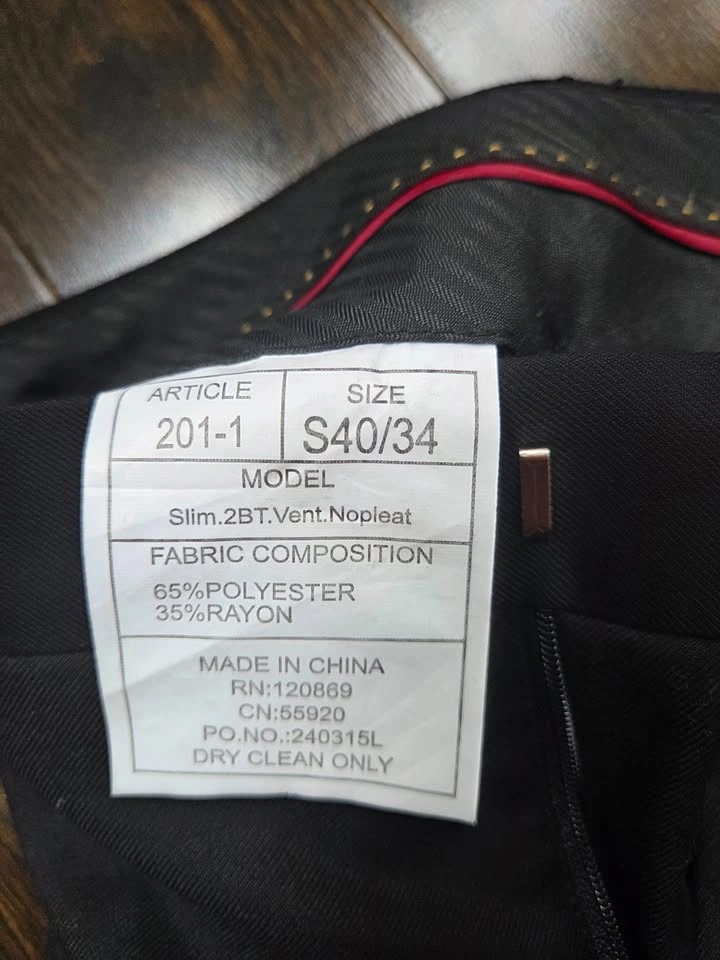 ARTICLE
201-1
SIZE
S40/34
MODEL
Slim.2BT.Vent.Nopleat
FABRIC COMPOSITION
65%POLYESTER
35%RAYON
MADE IN CHINA
RN:120869
CN:55920
PO.NO.:240315L
DRY CLEAN ONLY